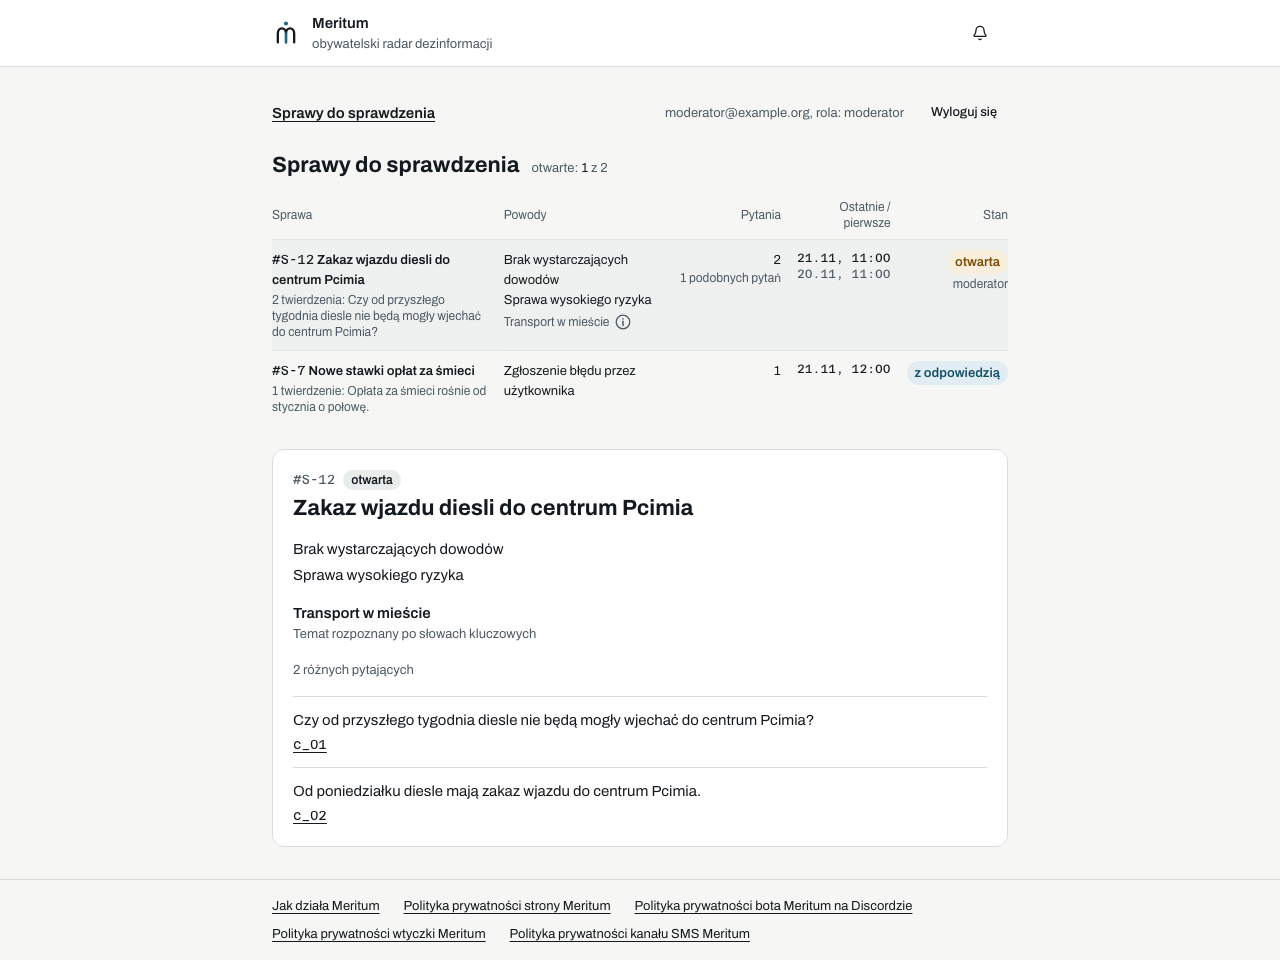 Meritum
obywatelski radar dezinformacji
Sprawy do sprawdzenia
moderator@example.org, rola: moderator
Wyloguj się
Sprawy do sprawdzenia otwarte: 1 z 2
Sprawa
Powody
Pytania
Ostatnie /
pierwsze
Stan
#S-12 Zakaz wjazdu diesli do
centrum Pcimia
2 twierdzenia: Czy od przyszłego
tygodnia diesle nie będą mogły wjechać
do centrum Pcimia?
Brak wystarczających
dowodów
Sprawa wysokiego ryzyka
Transport w mieście
2
1 podobnych pytań
21.11, 11:00
20.11, 11:00
otwarta
moderator
#S-7 Nowe stawki opłat za śmieci
1 twierdzenie: Opłata za śmieci rośnie od
stycznia o połowę.
Zgłoszenie błędu przez
użytkownika
1
21.11, 12:00
z odpowiedzią
#S-12 otwarta
Zakaz wjazdu diesli do centrum Pcimia
Brak wystarczających dowodów
Sprawa wysokiego ryzyka
Transport w mieście
Temat rozpoznany po słowach kluczowych
2 różnych pytających
Czy od przyszłego tygodnia diesle nie będą mogły wjechać do centrum Pcimia?
c_01
Od poniedziałku diesle mają zakaz wjazdu do centrum Pcimia.
c_02
Jak działa Meritum
Polityka prywatności strony Meritum
Polityka prywatności bota Meritum na Discordzie
Polityka prywatności wtyczki Meritum
Polityka prywatności kanału SMS Meritum